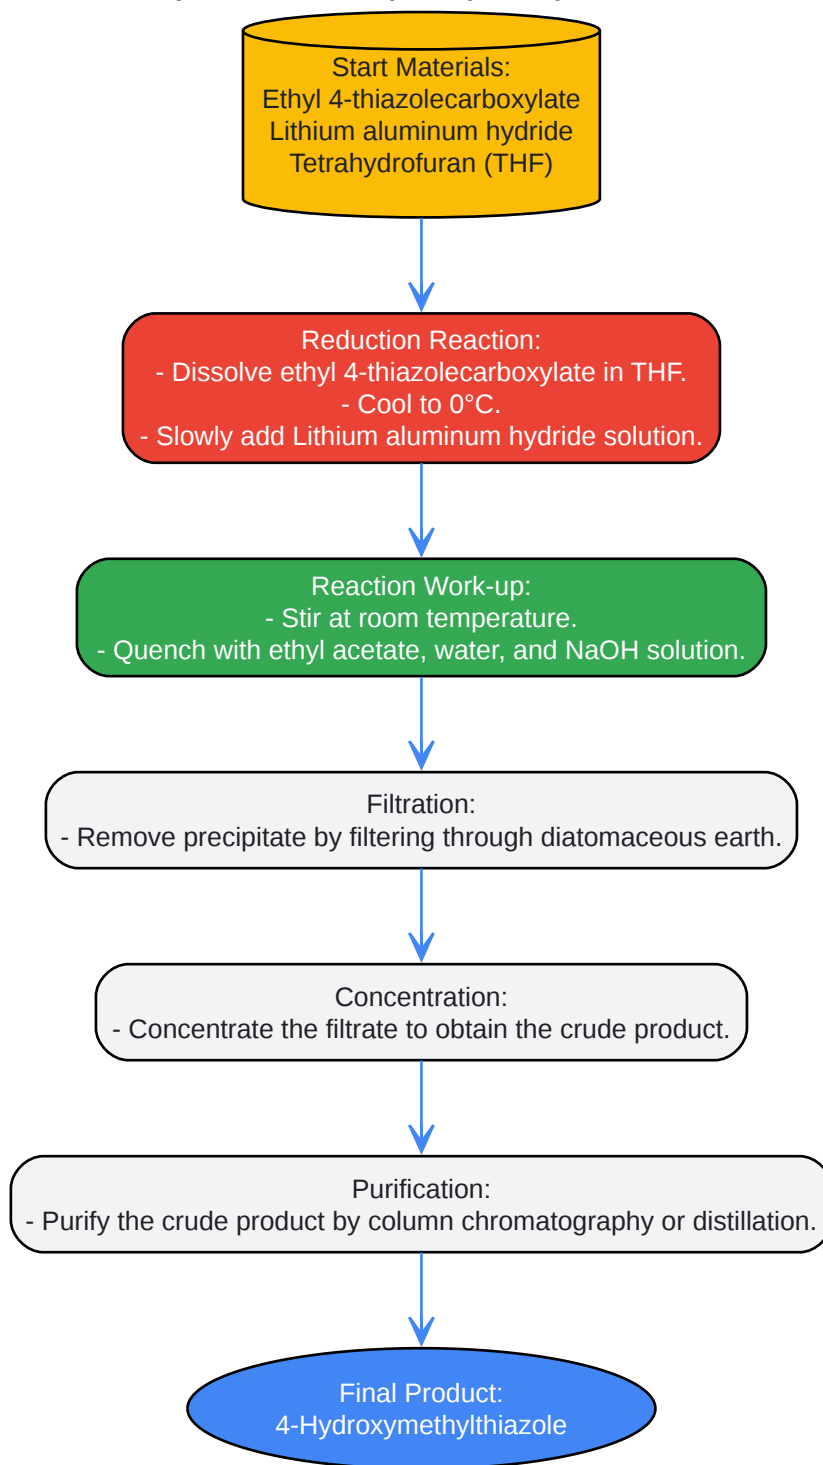 Start Materials:
Ethyl 4-thiazolecarboxylate
Lithium aluminum hydride
Tetrahydrofuran (THF)
Reduction Reaction:
- Dissolve ethyl 4-thiazolecarboxylate in THF.
- Cool to 0°C.
- Slowly add Lithium aluminum hydride solution.
Reaction Work-up:
- Stir at room temperature.
- Quench with ethyl acetate, water, and NaOH solution.
Filtration:
- Remove precipitate by filtering through diatomaceous earth.
Concentration:
- Concentrate the filtrate to obtain the crude product.
Purification:
- Purify the crude product by column chromatography or distillation.
Final Product:
4-Hydroxymethylthiazole